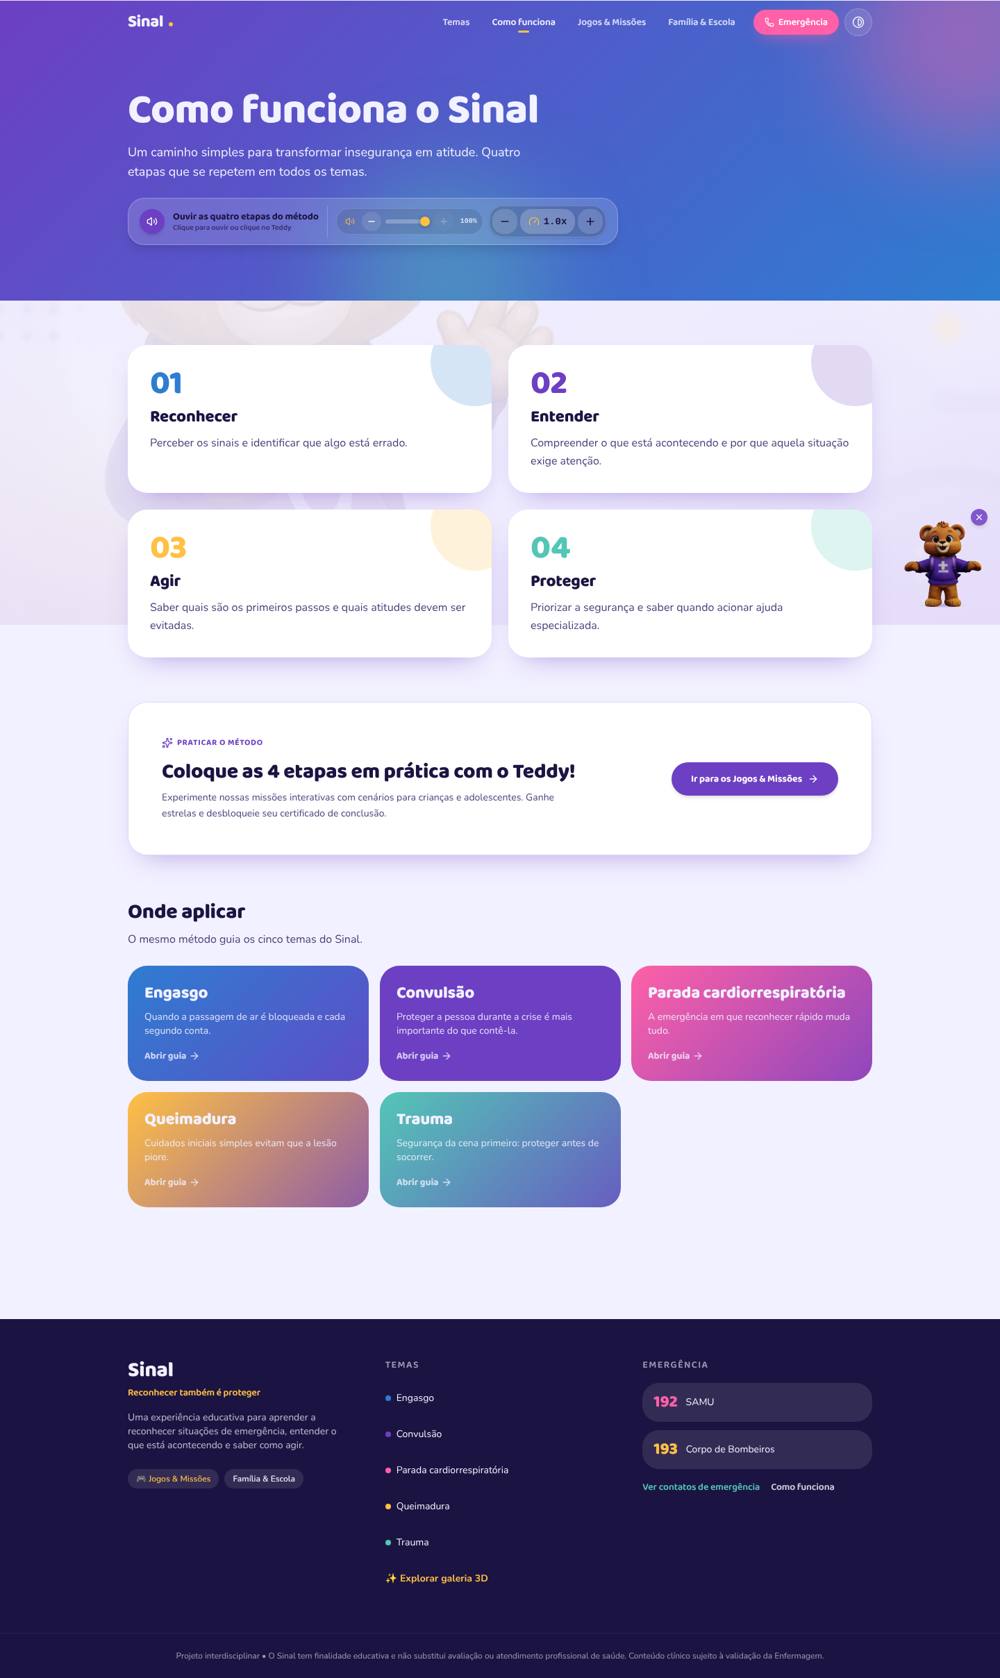 Sinal
Temas
Como funciona
Jogos & Missões
Família & Escola
Emergência
Como funciona o Sinal
Um caminho simples para transformar insegurança em atitude. Quatro
etapas que se repetem em todos os temas.
Ouvir as quatro etapas do método
Clique para ouvir ou clique no Teddy
100%
1.0x
01
Reconhecer
Perceber os sinais e identificar que algo está errado.
02
Entender
Compreender o que está acontecendo e por que aquela situação
exige atenção.
03
Agir
Saber quais são os primeiros passos e quais atitudes devem ser
evitadas.
04
Proteger
Priorizar a segurança e saber quando acionar ajuda
especializada.
PRATICAR O MÉTODO
Coloque as 4 etapas em prática com o Teddy!
Experimente nossas missões interativas com cenários para crianças e adolescentes. Ganhe
estrelas e desbloqueie seu certificado de conclusão.
Ir para os Jogos & Missões
Onde aplicar
O mesmo método guia os cinco temas do Sinal.
Engasgo
Quando a passagem de ar é bloqueada e cada
segundo conta.
Abrir guia
Convulsão
Proteger a pessoa durante a crise é mais
importante do que contê-la.
Abrir guia
Parada cardiorrespiratória
A emergência em que reconhecer rápido muda
tudo.
Abrir guia
Queimadura
Cuidados iniciais simples evitam que a lesão
piore.
Abrir guia
Trauma
Segurança da cena primeiro: proteger antes de
socorrer.
Abrir guia
Sinal
Reconhecer também é proteger
Uma experiência educativa para aprender a
reconhecer situações de emergência, entender o
que está acontecendo e saber como agir.
🎮 Jogos & Missões
Família & Escola
TEMAS
Engasgo
Convulsão
Parada cardiorrespiratória
Queimadura
Trauma
✨ Explorar galeria 3D
EMERGÊNCIA
192 SAMU
193 Corpo de Bombeiros
Ver contatos de emergência
Como funciona
Projeto interdisciplinar • O Sinal tem finalidade educativa e não substitui avaliação ou atendimento profissional de saúde. Conteúdo clínico sujeito à validação da Enfermagem.